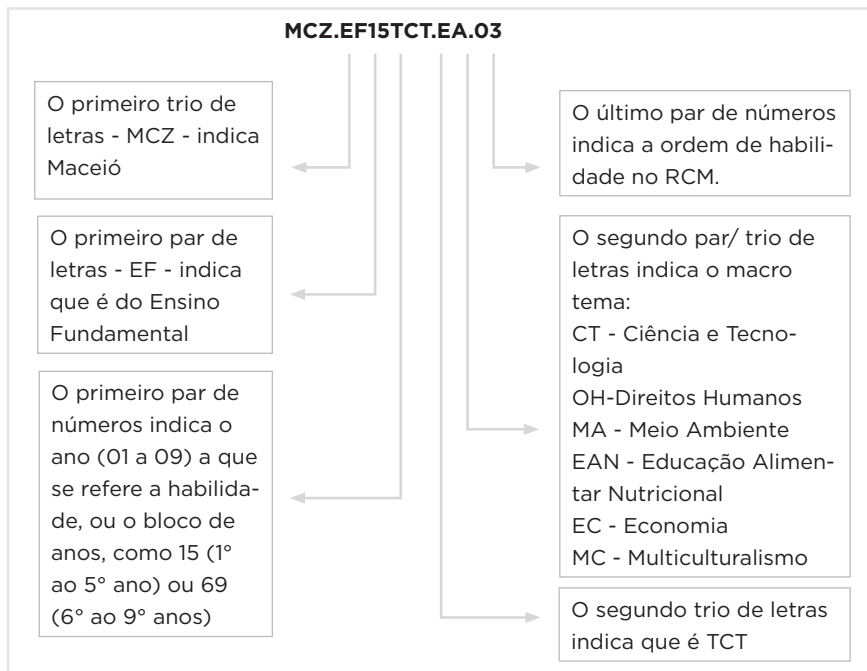 MCZ.EF15TCT.EA.03
O primeiro trio de
letras - MCZ - indica
Maceió
O primeiro par de
letras - EF - indica
que é do Ensino
Fundamental
O primeiro par de
números indica o
ano (01 a 09) a que
se refere a habilida-
de, ou o bloco de
anos, como 15 (1°
ao 5° ano) ou 69
(6° ao 9° anos)
O último par de números
indica a ordem de habili-
dade no RCM.
O segundo par/ trio de
letras indica o macro
tema:
CT - Ciência e Tecno-
logia
OH-Direitos Humanos
MA - Meio Ambiente
EAN - Educação Alimen-
tar Nutricional
EC - Economia
MC - Multiculturalismo
O segundo trio de letras
indica que é TCT